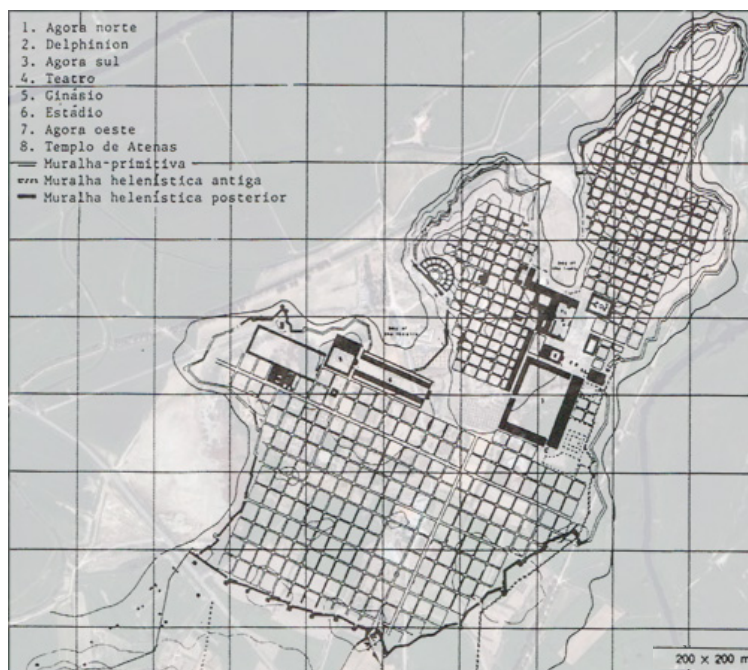 1. Agora norte
2. Delphinion
3. Agora sul
4. Teatro
5. Ginásio
6. Estádio
7. Agora oeste
8. Templo de Atenas
Muralha-primitiva
Muralha helenística antiga
Muralha helenística posterior
200 x 200 m